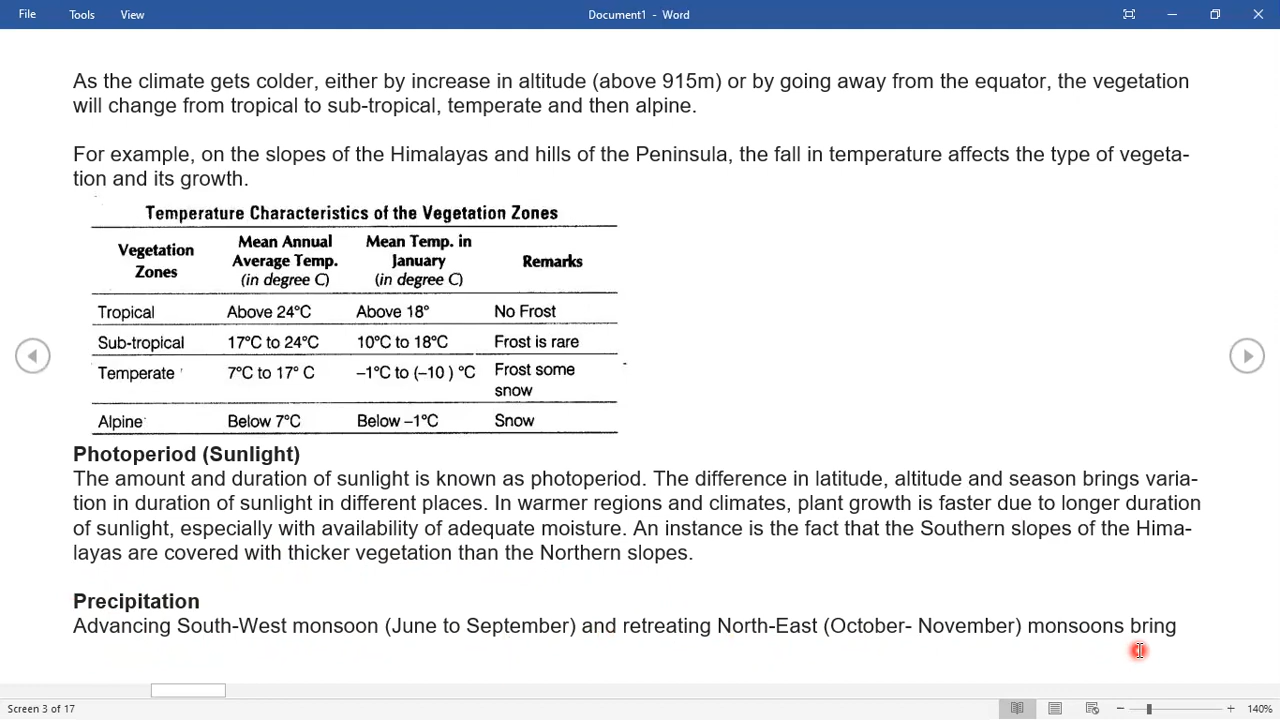 File Tools View Document1 - Word
As the climate gets colder, either by increase in altitude (above 915m) or by going away from the equator, the vegetation
will change from tropical to sub-tropical, temperate and then alpine.
For example, on the slopes of the Himalayas and hills of the Peninsula, the fall in temperature affects the type of vegeta-
tion and its growth.
Temperature Characteristics of the Vegetation Zones
Vegetation Zones Mean Annual Average Temp. (in degree C) Mean Temp. in January (in degree C) Remarks
Tropical Above 24°C Above 18° No Frost
Sub-tropical 17°C to 24°C 10°C to 18°C Frost is rare
Temperate 7°C to 17° C –1°C to (–10 ) °C Frost some snow
Alpine Below 7°C Below –1°C Snow
Photoperiod (Sunlight)
The amount and duration of sunlight is known as photoperiod. The difference in latitude, altitude and season brings varia-
tion in duration of sunlight in different places. In warmer regions and climates, plant growth is faster due to longer duration
of sunlight, especially with availability of adequate moisture. An instance is the fact that the Southern slopes of the Hima-
layas are covered with thicker vegetation than the Northern slopes.
Precipitation
Advancing South-West monsoon (June to September) and retreating North-East (October- November) monsoons bring
Screen 3 of 17 140%